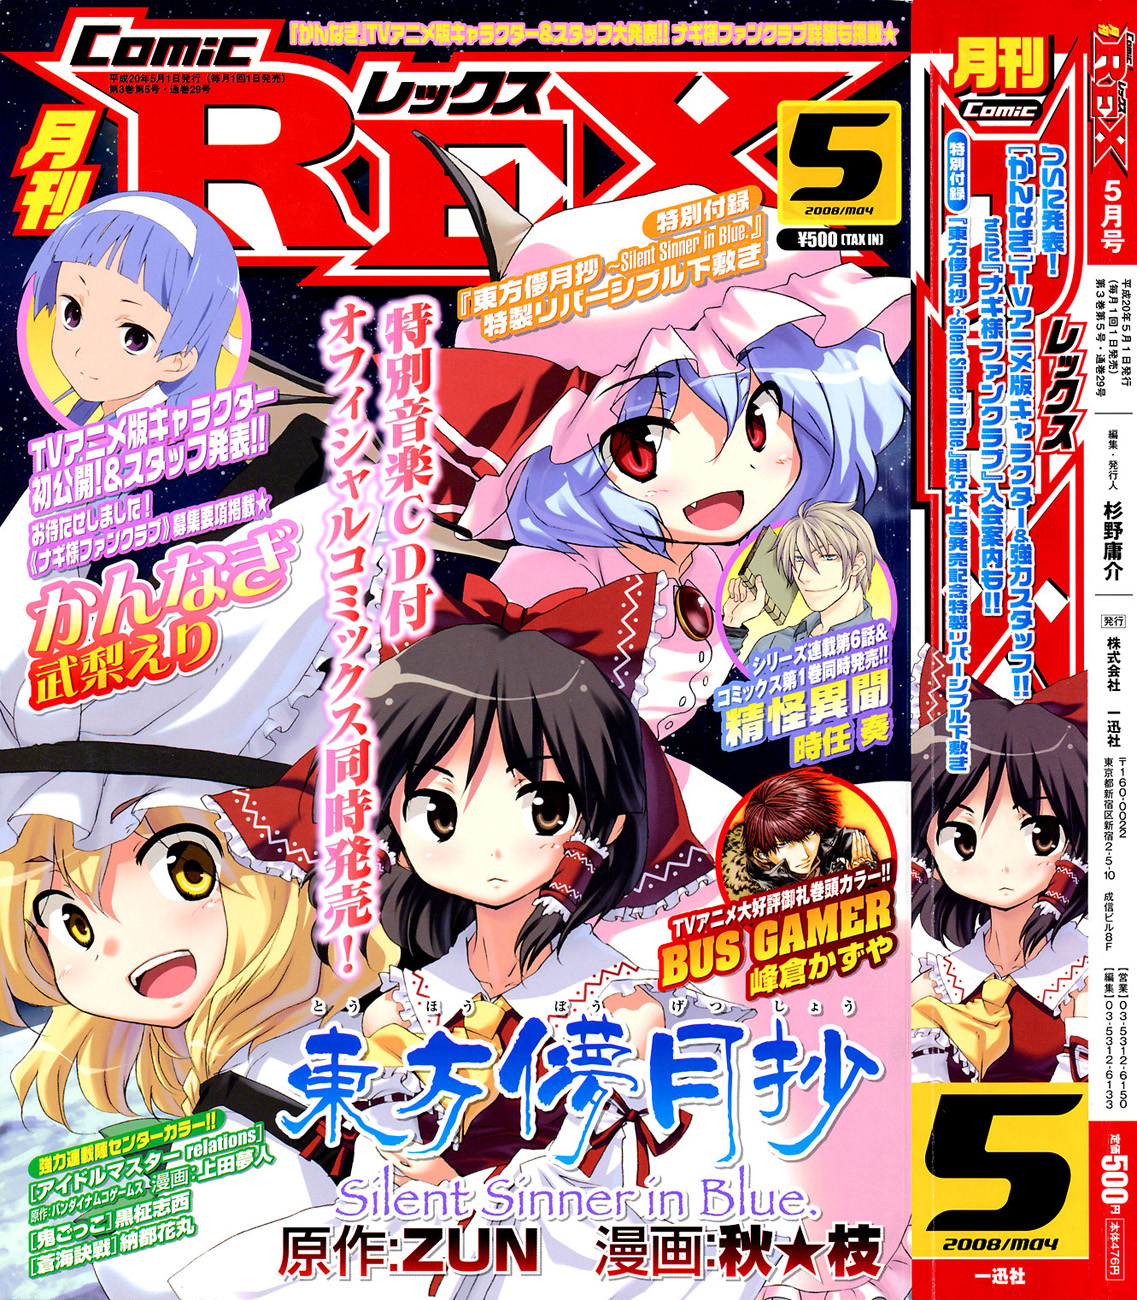 『かんなぎ』TVアニメ版キャラクター&スタッフ大発表!! ナギ様ファンクラブ詳報も掲載★
Comic
平成20年5月1日発行(毎月1回1日発売)
第3巻第5号・通巻29号
レックス
REX
月刊
5
2008/may
¥500 (TAX IN)
特別付録
『東方儚月抄 ~Silent Sinner in Blue.』
特製リバーシブル下敷き
特別音楽CD付
オフィシャルコミックス同時発売!
TVアニメ版キャラクター
初公開!&スタッフ発表!!
お待たせしました!
《ナギ様ファンクラブ》募集要項掲載★
かんなぎ
武梨えり
シリーズ連載第6話&
コミックス第1巻同時発売!!
精怪異聞
時任 奏
TVアニメ大好評御礼巻頭カラー!!
BUS GAMER
峰倉かずや
とうほうぼうげつしょう
東方儚月抄
Silent Sinner in Blue.
原作:ZUN 漫画:秋★枝
強力連載陣センターカラー!!
[アイドルマスター relations]
原作:バンダイナムコゲームス 漫画:上田夢人
[鬼ごっこ]黒柾志西
[蒼海訣戦]納都花丸
月刊
Comic
レックス
ついに発表!
『かんなぎ』TVアニメ版キャラクター&強力スタッフ!!
さらに『ナギ様ファンクラブ』入会案内も!!
特別付録
『東方儚月抄 ~Silent Sinner in Blue.』単行本上巻発売記念特製リバーシブル下敷き
5
2008/may
一迅社
月刊
Comic
REX
レックス
5月号
平成20年5月1日発行
(毎月1回1日発売)
第3巻第5号・通巻29号
編集・発行人
杉野庸介
発行
株式会社 一迅社
〒160-0022
東京都新宿区新宿2-5-10
成信ビル8F
[営業]03-5312-6150
[編集]03-5312-6133
定価500円
本体476円